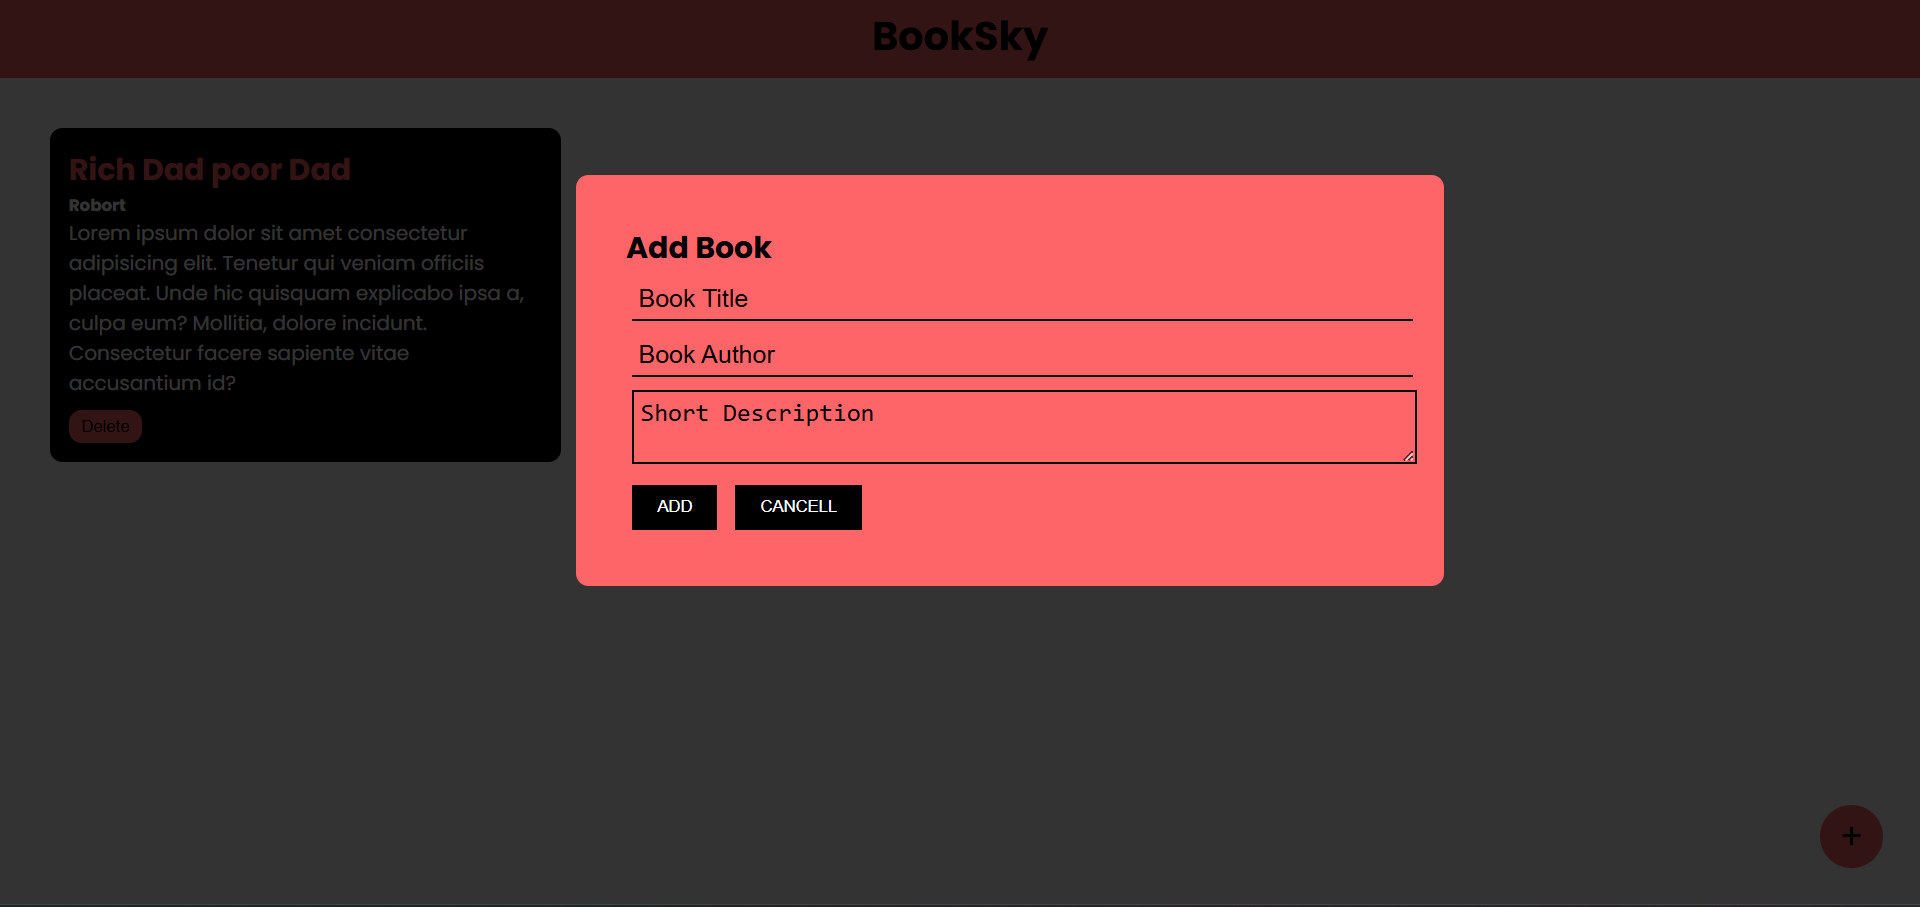 BookSky
Rich Dad poor Dad
Robort
Lorem ipsum dolor sit amet consectetur
adipisicing elit. Tenetur qui veniam officiis
placeat. Unde hic quisquam explicabo ipsa a,
culpa eum? Mollitia, dolore incidunt.
Consectetur facere sapiente vitae
accusantium id?
Delete
Add Book
Book Title
Book Author
Short Description
ADD
CANCELL
+